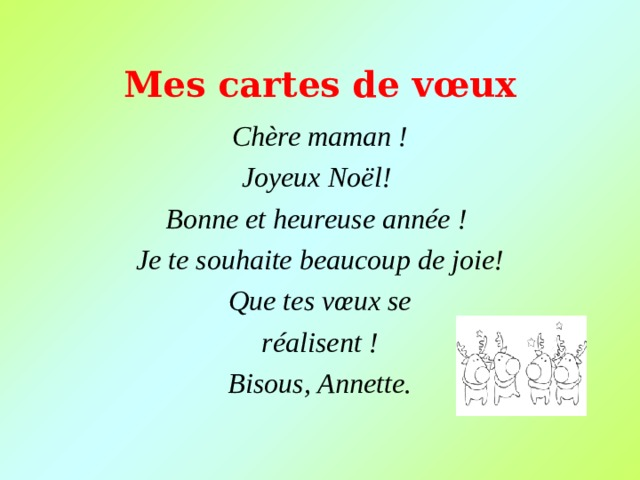 Mes cartes de vœux
Chère maman !
Joyeux Noël!
Bonne et heureuse année !
Je te souhaite beaucoup de joie!
Que tes vœux se
réalisent !
Bisous, Annette.